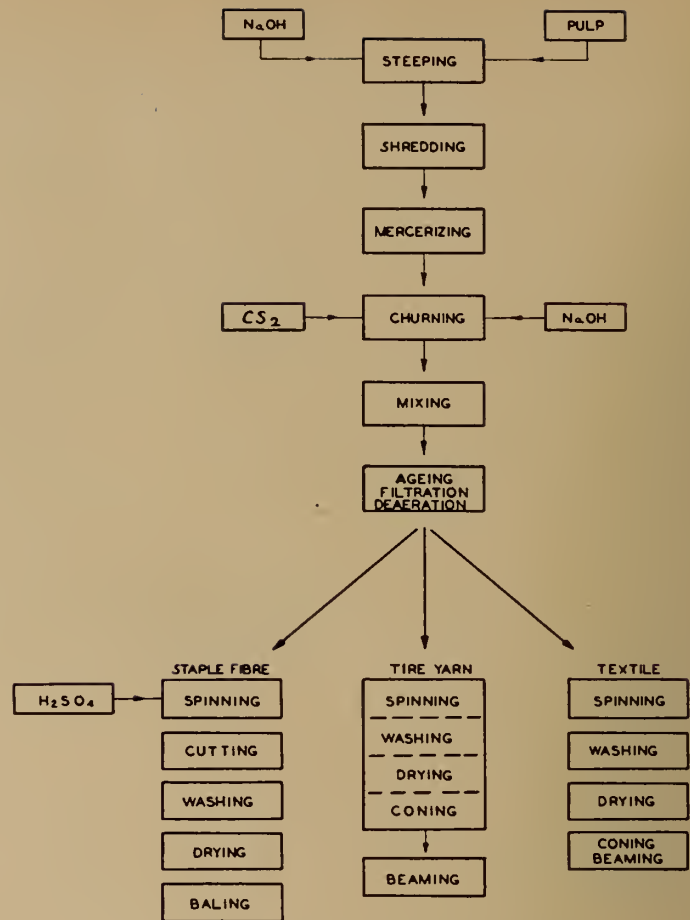 NaOH
PULP
STEEPING
SHREDDING
MERCERIZING
CS2
CHURNING
NaOH
MIXING
AGEING
FILTRATION
DEAERATION
STAPLE FIBRE
TIRE YARN
TEXTILE
H2SO4
SPINNING
CUTTING
WASHING
DRYING
BALING
SPINNING
WASHING
DRYING
CONING
BEAMING
SPINNING
WASHING
DRYING
CONING
BEAMING